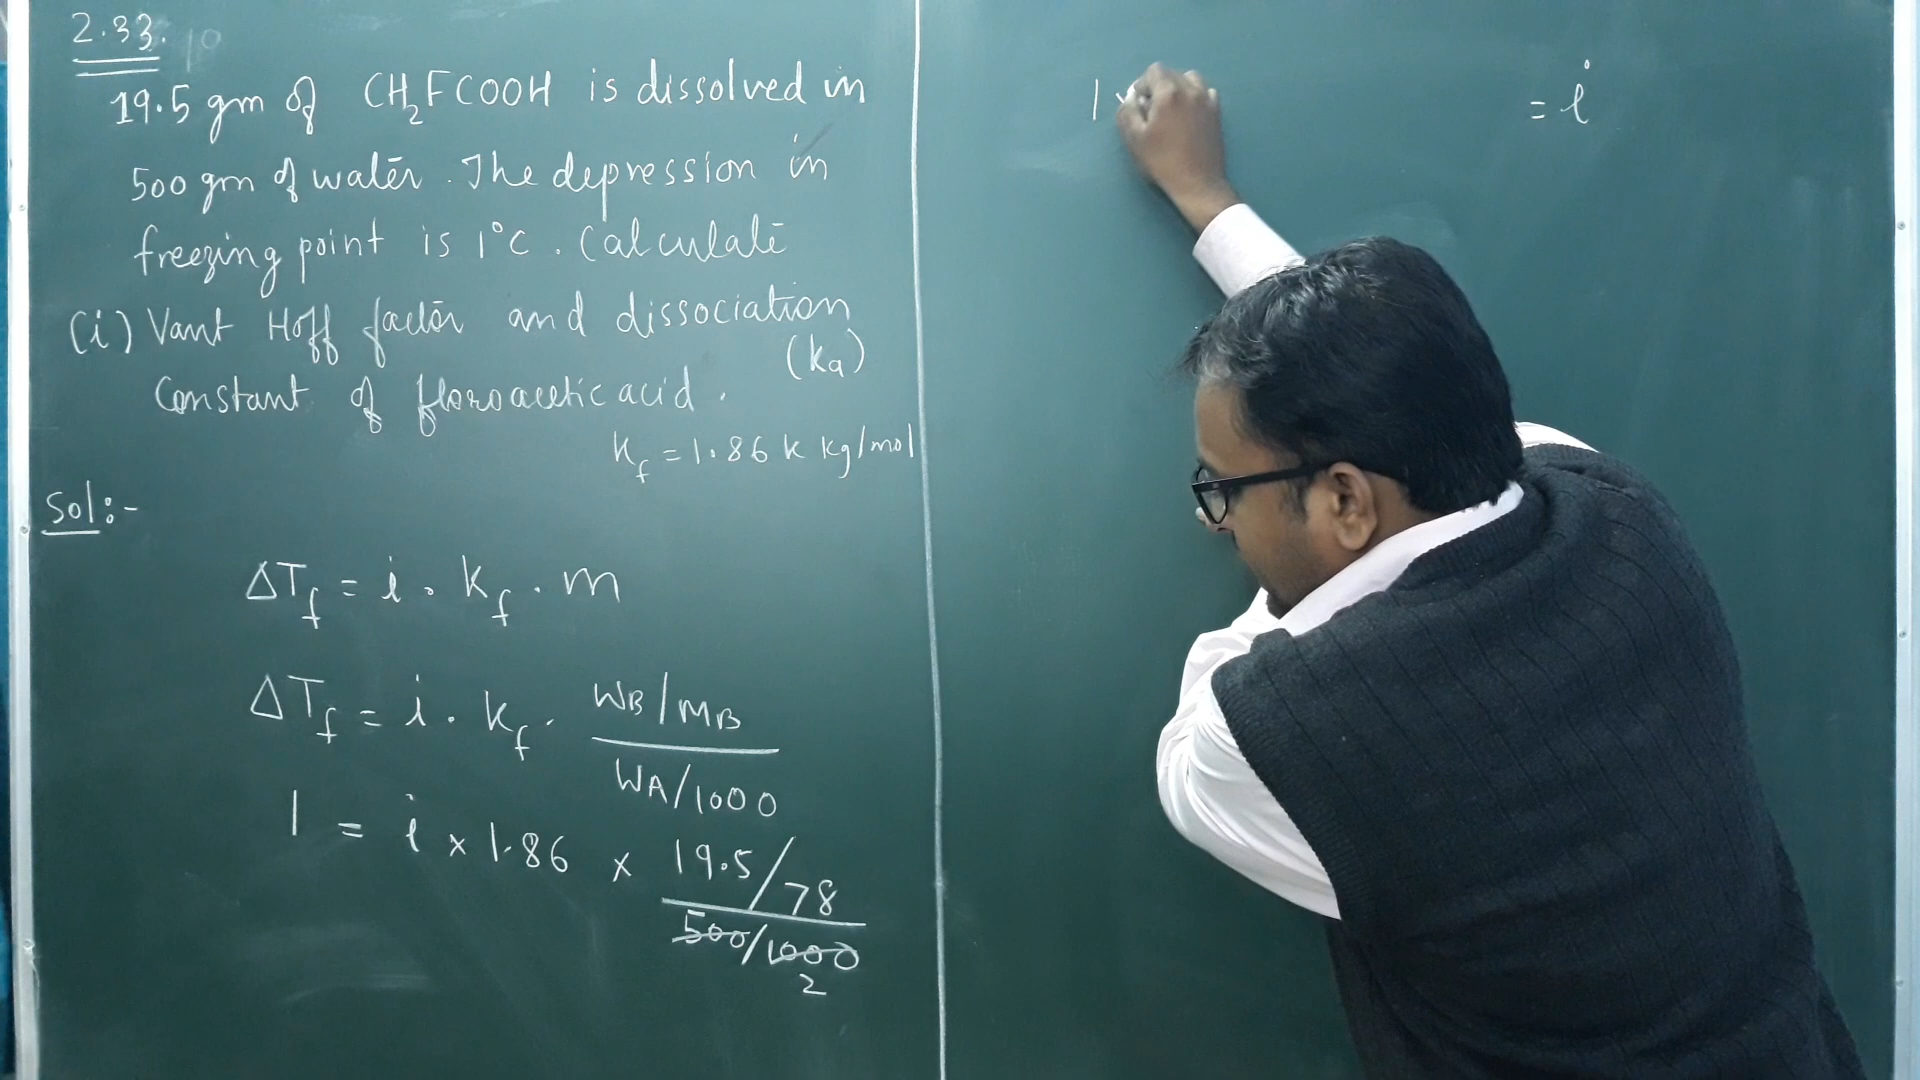 2.33.
19.5 gm of CH2FCOOH is dissolved in
500 gm of water. The depression in
freezing point is 1°C. Calculate
(i) Vant Hoff factor and dissociation
(ka)
Constant of floroacetic acid.
Kf = 1.86 K kg/mol
Sol:-
ΔTf = i . Kf . m
ΔTf = i . Kf . WB/MB
WA/1000
1 = i × 1.86 × 19.5/78
500/1000
2
1 × = i